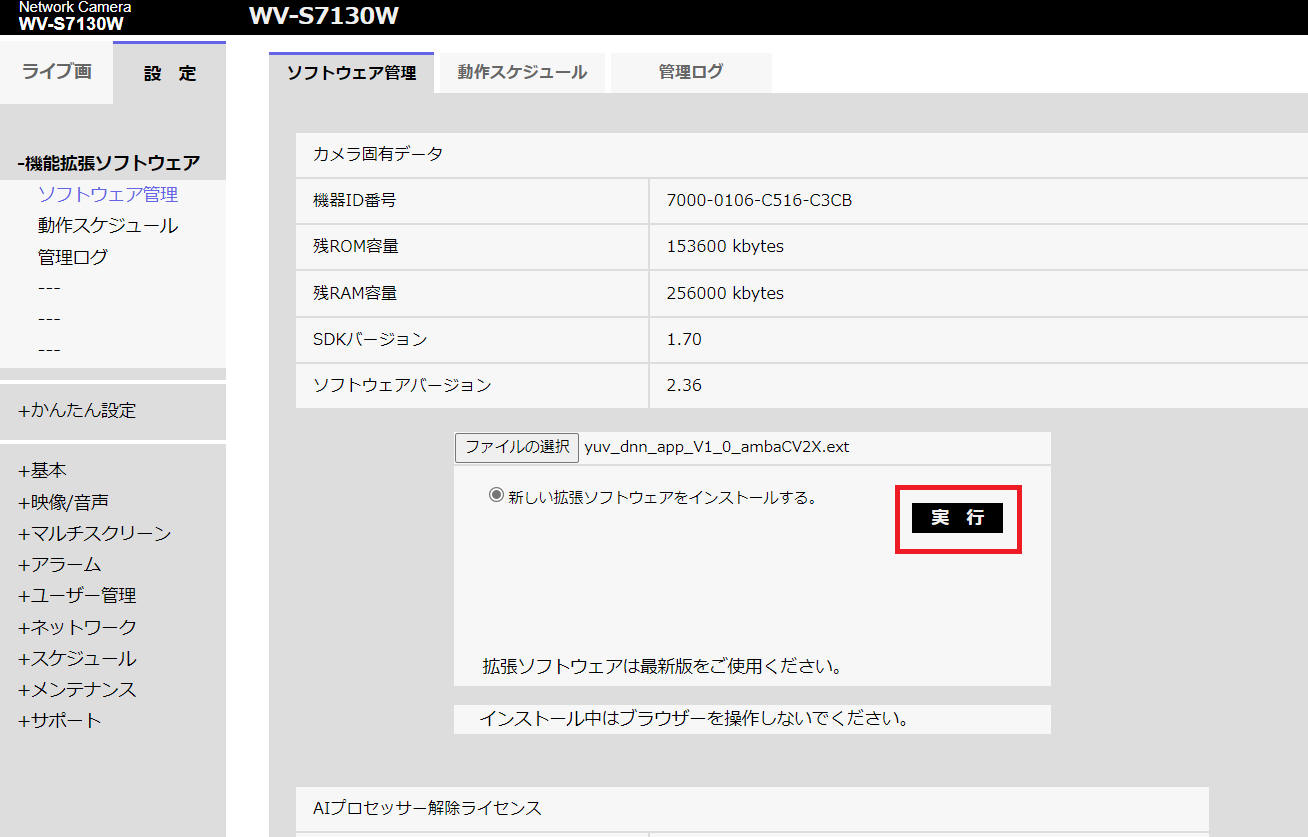 Network Camera
WV-S7130W
WV-S7130W
ライブ画
設 定
ソフトウェア管理
動作スケジュール
管理ログ
-機能拡張ソフトウェア
ソフトウェア管理
動作スケジュール
管理ログ
---
---
---
+かんたん設定
+基本
+映像/音声
+マルチスクリーン
+アラーム
+ユーザー管理
+ネットワーク
+スケジュール
+メンテナンス
+サポート
カメラ固有データ
機器ID番号 7000-0106-C516-C3CB
残ROM容量 153600 kbytes
残RAM容量 256000 kbytes
SDKバージョン 1.70
ソフトウェアバージョン 2.36
ファイルの選択 yuv_dnn_app_V1_0_ambaCV2X.ext
新しい拡張ソフトウェアをインストールする。
実 行
拡張ソフトウェアは最新版をご使用ください。
インストール中はブラウザーを操作しないでください。
AIプロセッサー解除ライセンス